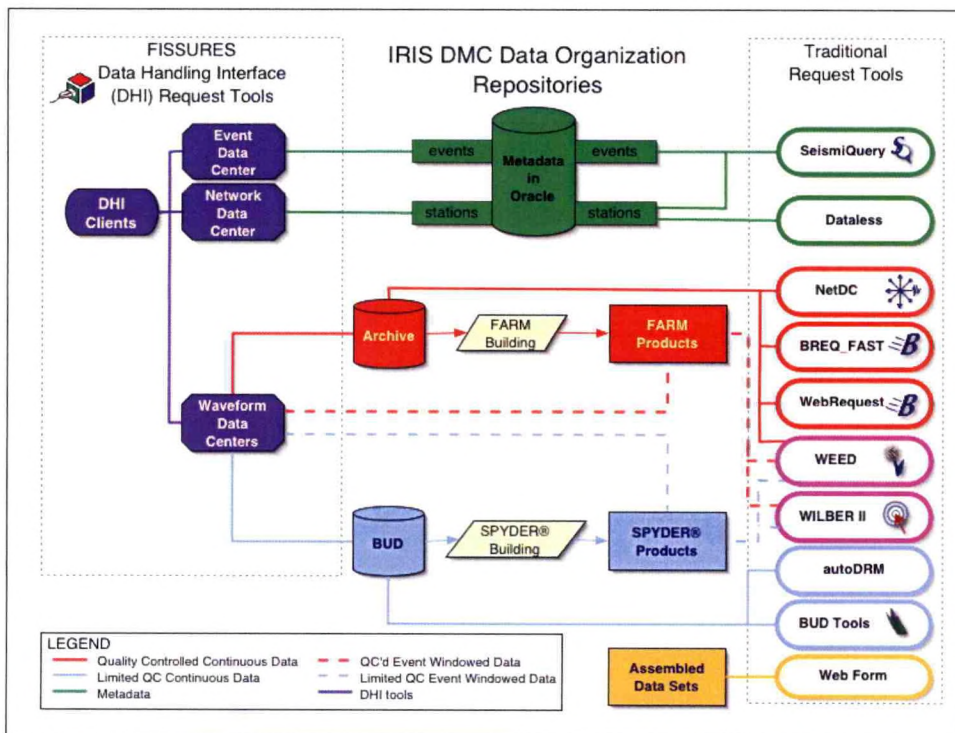 FISSURES
Data Handling Interface
(DHI) Request Tools
IRIS DMC Data Organization
Repositories
Traditional
Request Tools
Event
Data
Center
Network
Data
Center
DHI
Clients
Waveform
Data
Centers
events
stations
Metadata
in
Oracle
events
stations
Archive
FARM
Building
FARM
Products
BUD
SPYDER®
Building
SPYDER®
Products
Assembled
Data Sets
SeismiQuery
Dataless
NetDC
BREQ_FAST
WebRequest
WEED
WILBER II
autoDRM
BUD Tools
Web Form
LEGEND
Quality Controlled Continuous Data
Limited QC Continuous Data
Metadata
QC'd Event Windowed Data
Limited QC Event Windowed Data
DHI tools
S
Q
B
B